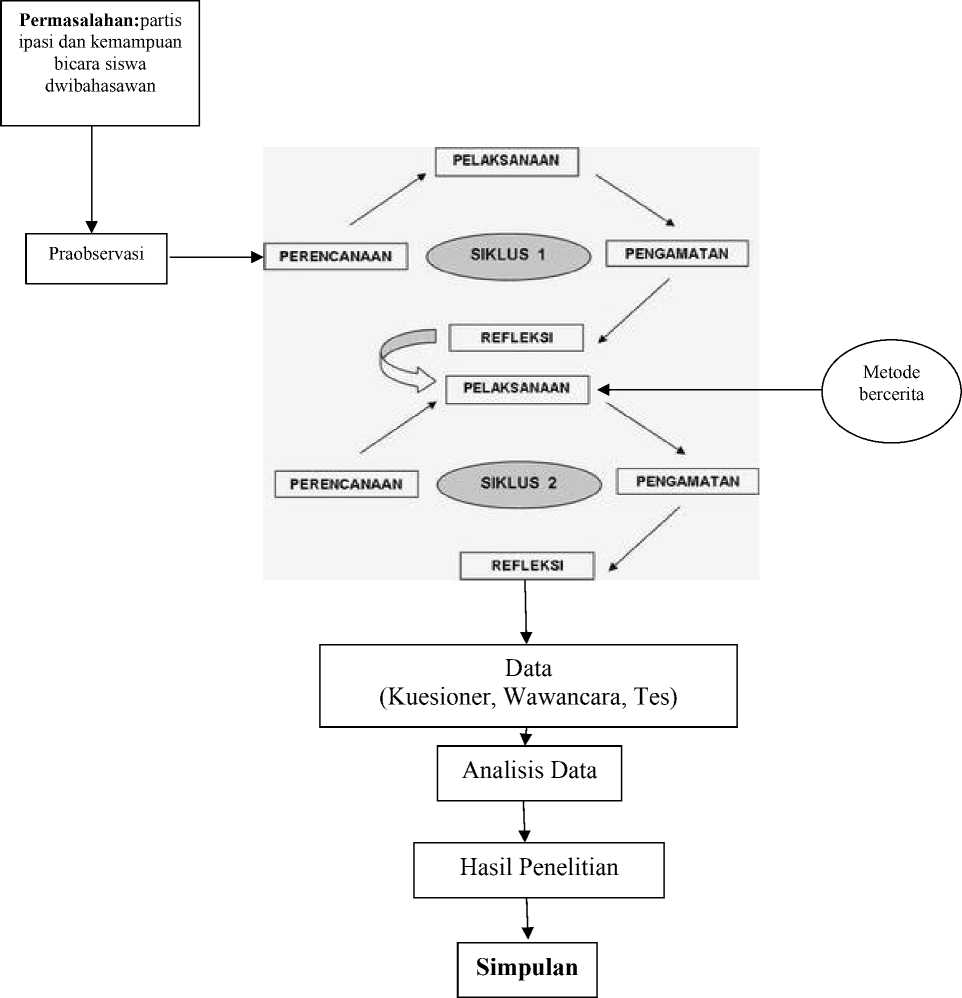 Permasalahan:partis
ipasi dan kemampuan
bicara siswa
dwibahasawan
PELAKSANAAN
Praobservasi
PERENCANAAN
SIKLUS 1
PENGAMATAN
REFLEKSI
PELAKSANAAN
Metode
bercerita
PERENCANAAN
SIKLUS 2
PENGAMATAN
REFLEKSI
Data
(Kuesioner, Wawancara, Tes)
Analisis Data
Hasil Penelitian
Simpulan